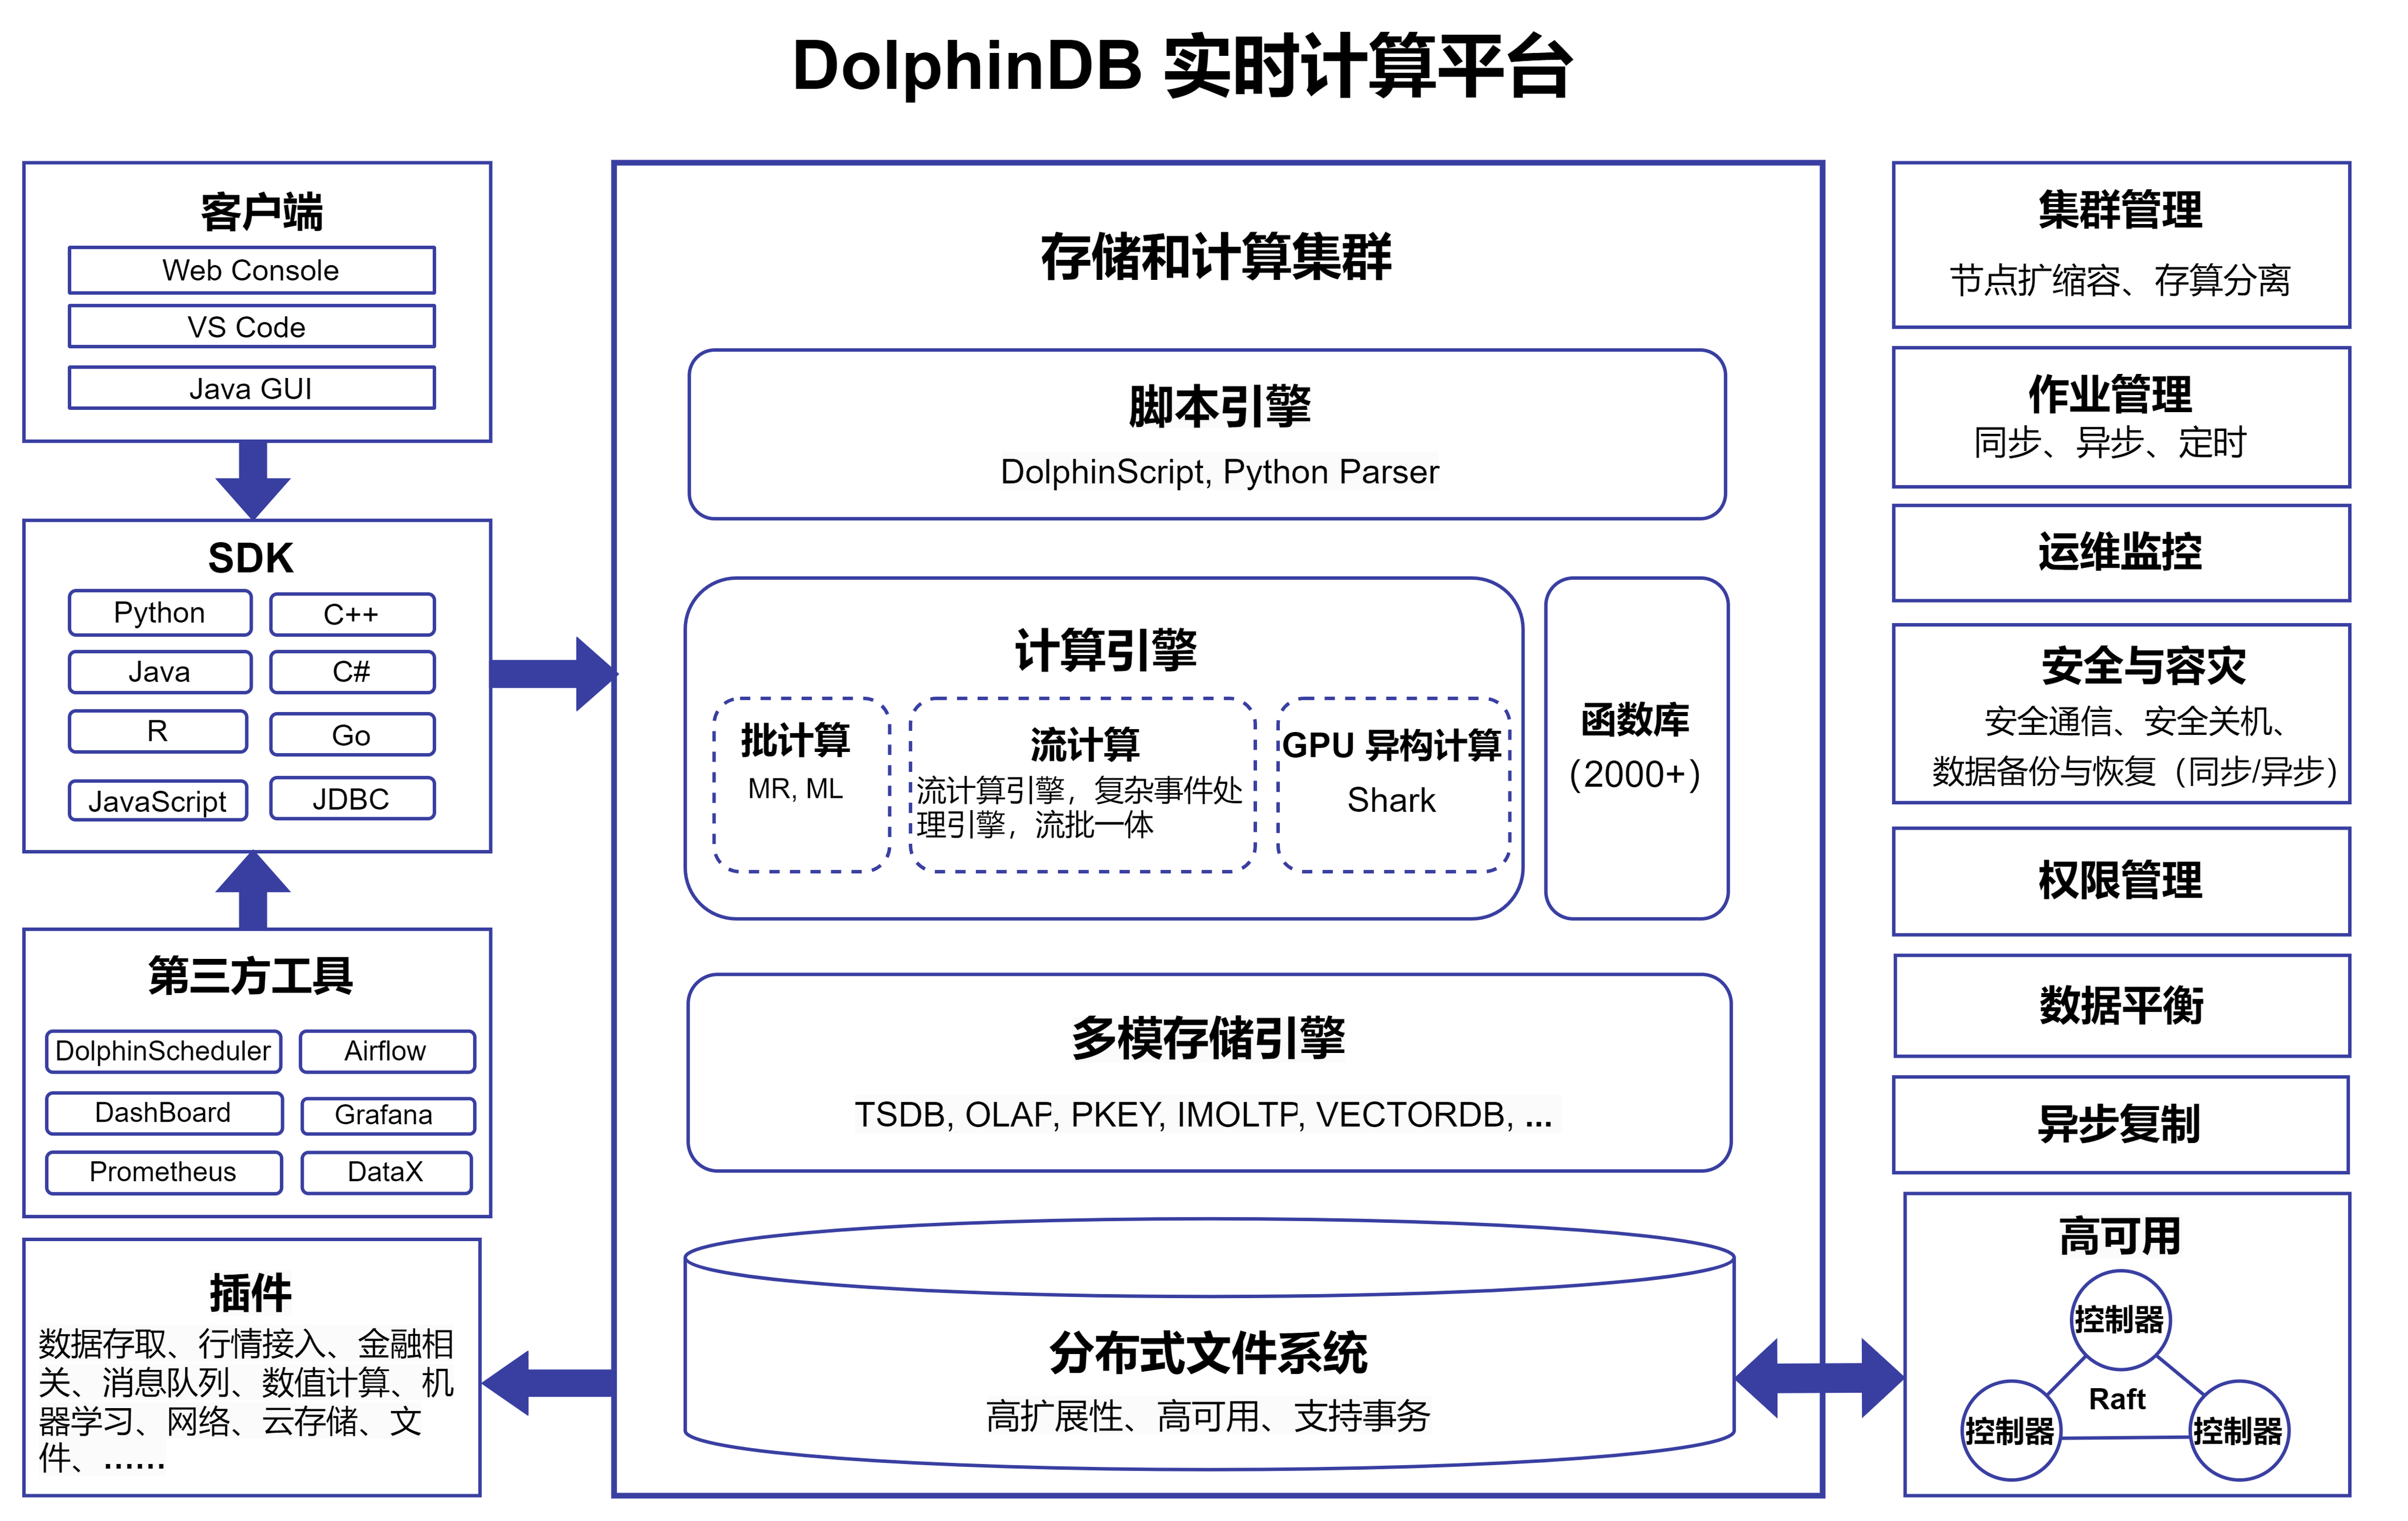 DolphinDB 实时计算平台
客户端
Web Console
VS Code
Java GUI
SDK
Python
C++
Java
C#
R
Go
JavaScript
JDBC
第三方工具
DolphinScheduler
Airflow
DashBoard
Grafana
Prometheus
DataX
插件
数据存取、行情接入、金融相
关、消息队列、数值计算、机
器学习、网络、云存储、文
件、......
存储和计算集群
脚本引擎
DolphinScript, Python Parser
计算引擎
批计算
MR, ML
流计算
流计算引擎，复杂事件处
理引擎，流批一体
GPU 异构计算
Shark
函数库
(2000+)
多模存储引擎
TSDB, OLAP, PKEY, IMOLTP, VECTORDB, ...
分布式文件系统
高扩展性、高可用、支持事务
集群管理
节点扩缩容、存算分离
作业管理
同步、异步、定时
运维监控
安全与容灾
安全通信、安全关机、
数据备份与恢复（同步/异步）
权限管理
数据平衡
异步复制
高可用
控制器
Raft
控制器
控制器